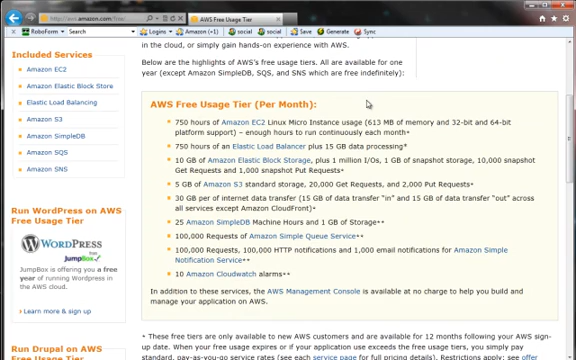 http://aws.amazon.com/free/
AWS Free Usage Tier
RoboForm
Search
Logins
Amazon (+1)
social
social
Save
Generate
Sync
in the cloud, or simply gain hands-on experience with AWS.
Included Services
Amazon EC2
Amazon Elastic Block Store
Elastic Load Balancing
Amazon S3
Amazon SimpleDB
Amazon SQS
Amazon SNS
Below are the highlights of AWS's free usage tiers. All are available for one
year (except Amazon SimpleDB, SQS, and SNS which are free indefinitely):
AWS Free Usage Tier (Per Month):
750 hours of Amazon EC2 Linux Micro Instance usage (613 MB of memory and 32-bit and 64-bit
platform support) – enough hours to run continuously each month*
750 hours of an Elastic Load Balancer plus 15 GB data processing*
10 GB of Amazon Elastic Block Storage, plus 1 million I/Os, 1 GB of snapshot storage, 10,000 snapshot
Get Requests and 1,000 snapshot Put Requests*
5 GB of Amazon S3 standard storage, 20,000 Get Requests, and 2,000 Put Requests*
30 GB per of internet data transfer (15 GB of data transfer "in" and 15 GB of data transfer "out" across
all services except Amazon CloudFront)*
25 Amazon SimpleDB Machine Hours and 1 GB of Storage**
100,000 Requests of Amazon Simple Queue Service**
100,000 Requests, 100,000 HTTP notifications and 1,000 email notifications for Amazon Simple
Notification Service**
10 Amazon Cloudwatch alarms**
In addition to these services, the AWS Management Console is available at no charge to help you build and
manage your application on AWS.
Run WordPress on AWS
Free Usage Tier
WORDPRESS
JumpBox
JumpBox is offering you a free
year of running Wordpress in
the AWS cloud.
Learn more & sign up
Run Drupal on AWS
* These free tiers are only available to new AWS customers and are available for 12 months following your AWS sign-
up date. When your free usage expires or if your application use exceeds the free usage tiers, you simply pay
standard, pay-as-you-go service rates (see each service page for full pricing details). Restrictions apply; see offer